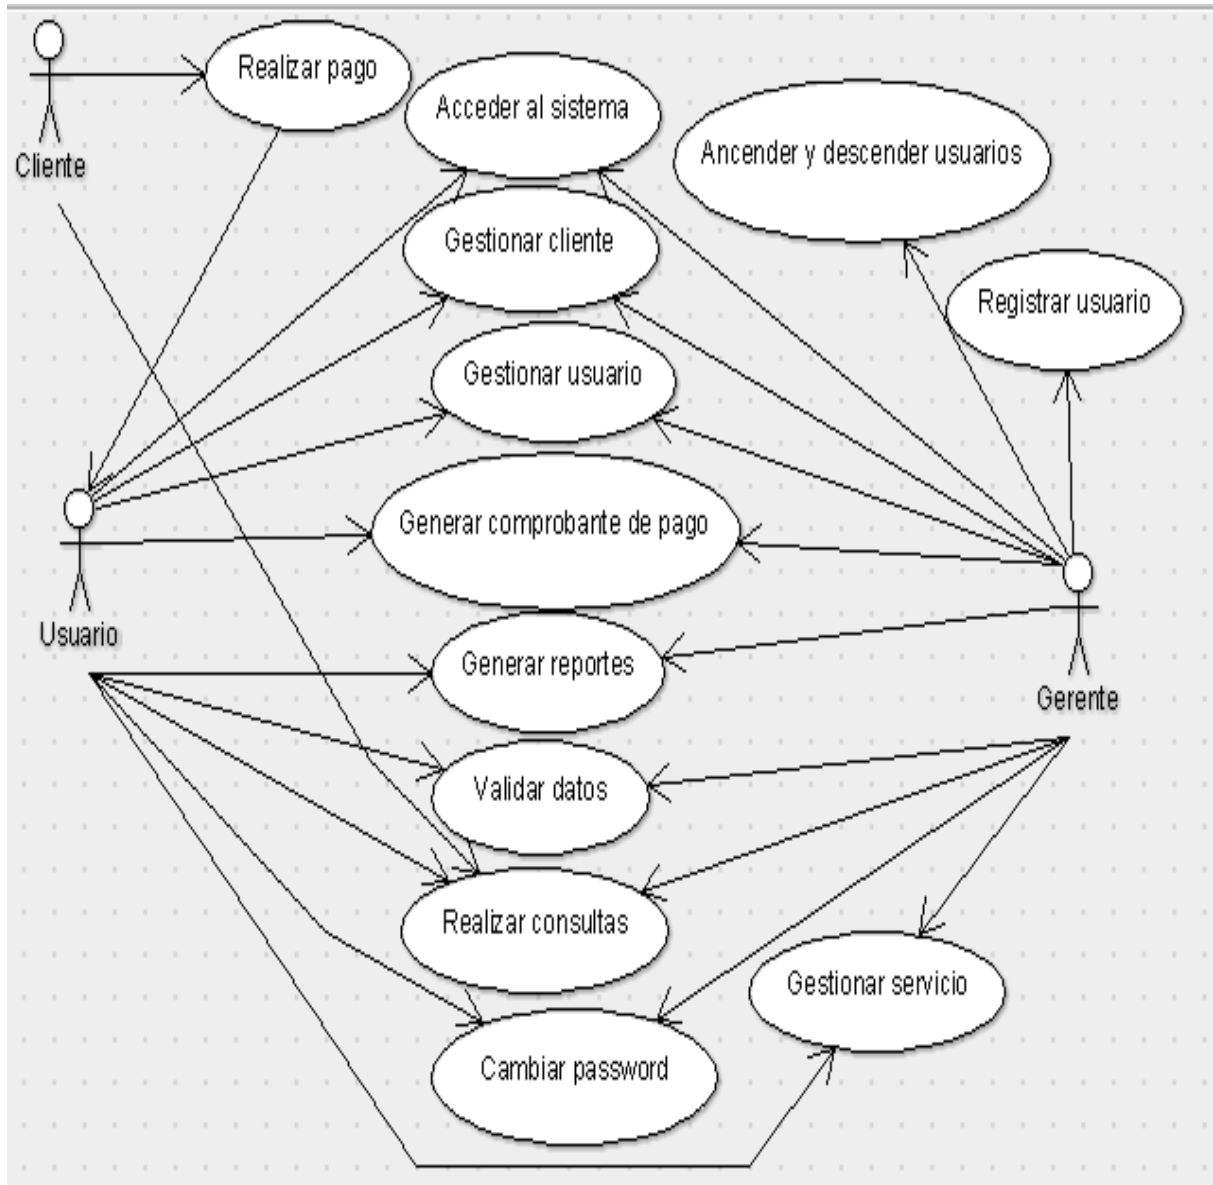 Realizar pago
Acceder al sistema
Ancender y descender usuarios
Cliente
Gestionar cliente
Registrar usuario
Gestionar usuario
Generar comprobante de pago
Usuario
Generar reportes
Gerente
Validar datos
Realizar consultas
Gestionar servicio
Cambiar password